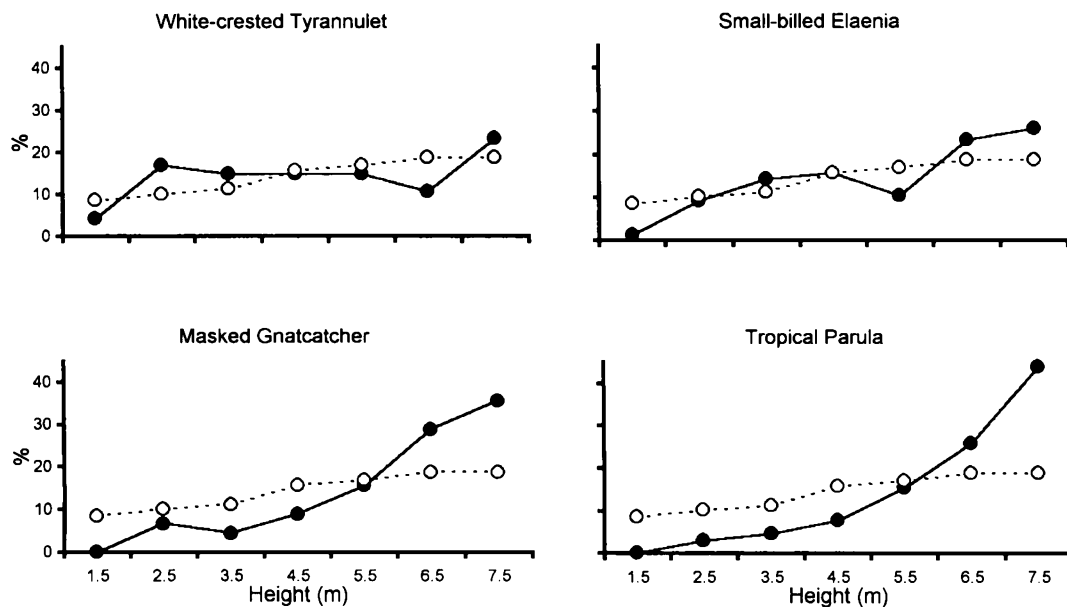 White-crested Tyrannulet
Small-billed Elaenia
40
30
20
10
0
%
Masked Gnatcatcher
Tropical Parula
40
30
20
10
0
%
1.5 2.5 3.5 4.5 5.5 6.5 7.5
Height (m)
1.5 2.5 3.5 4.5 5.5 6.5 7.5
Height (m)